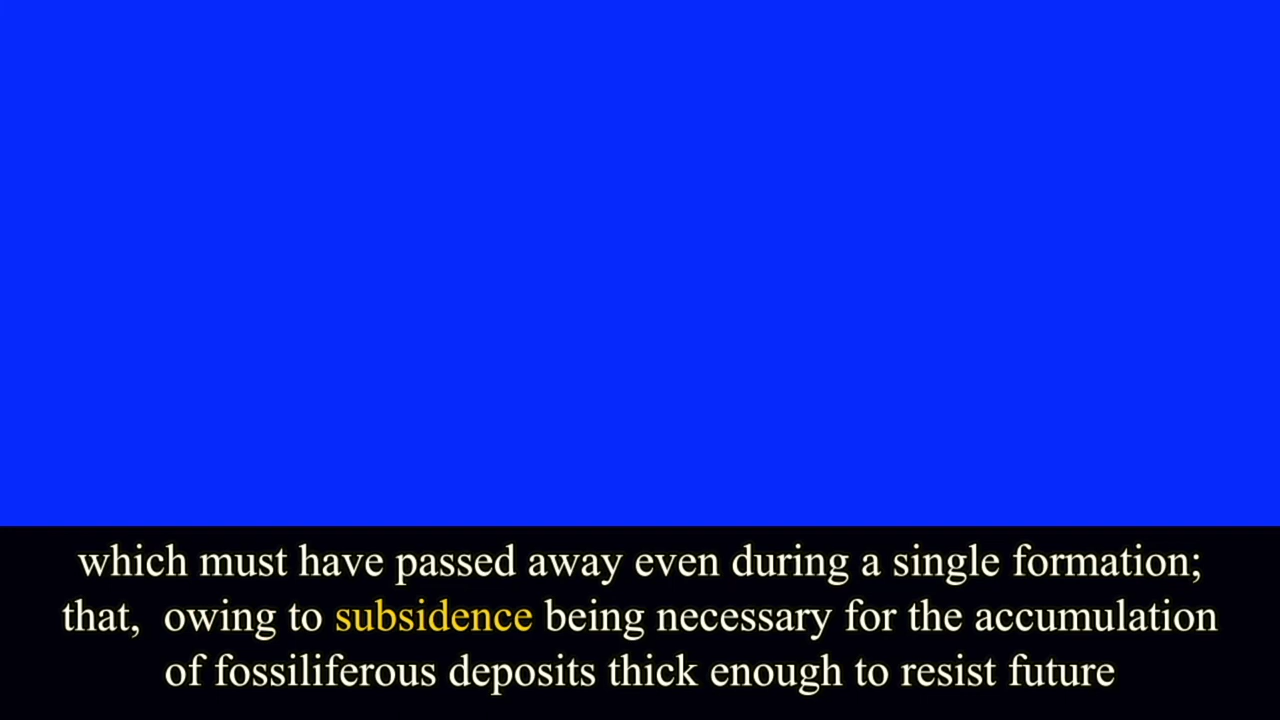 which must have passed away even during a single formation;
that,  owing to subsidence being necessary for the accumulation
of fossiliferous deposits thick enough to resist future